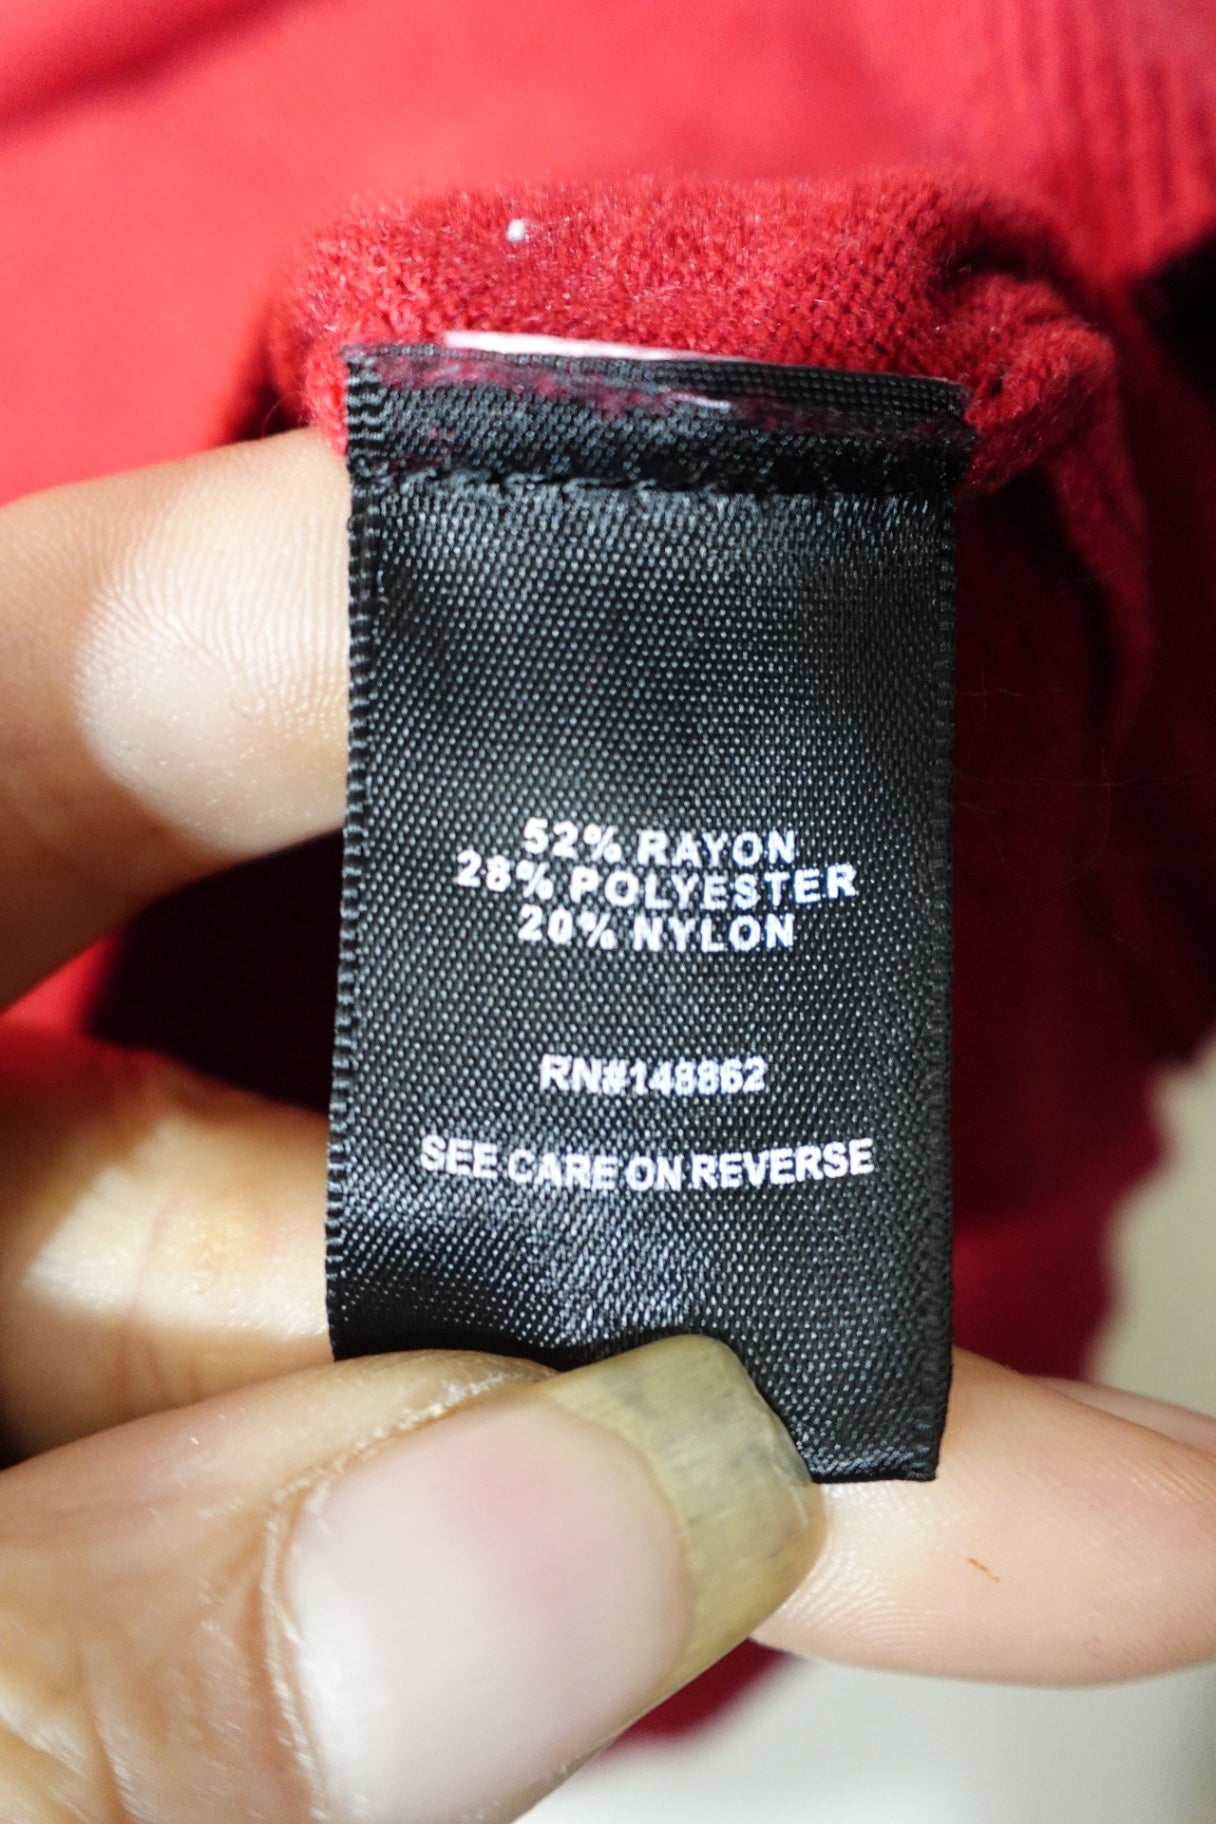 52% RAYON
28% POLYESTER
20% NYLON
RN#148862
SEE CARE ON REVERSE